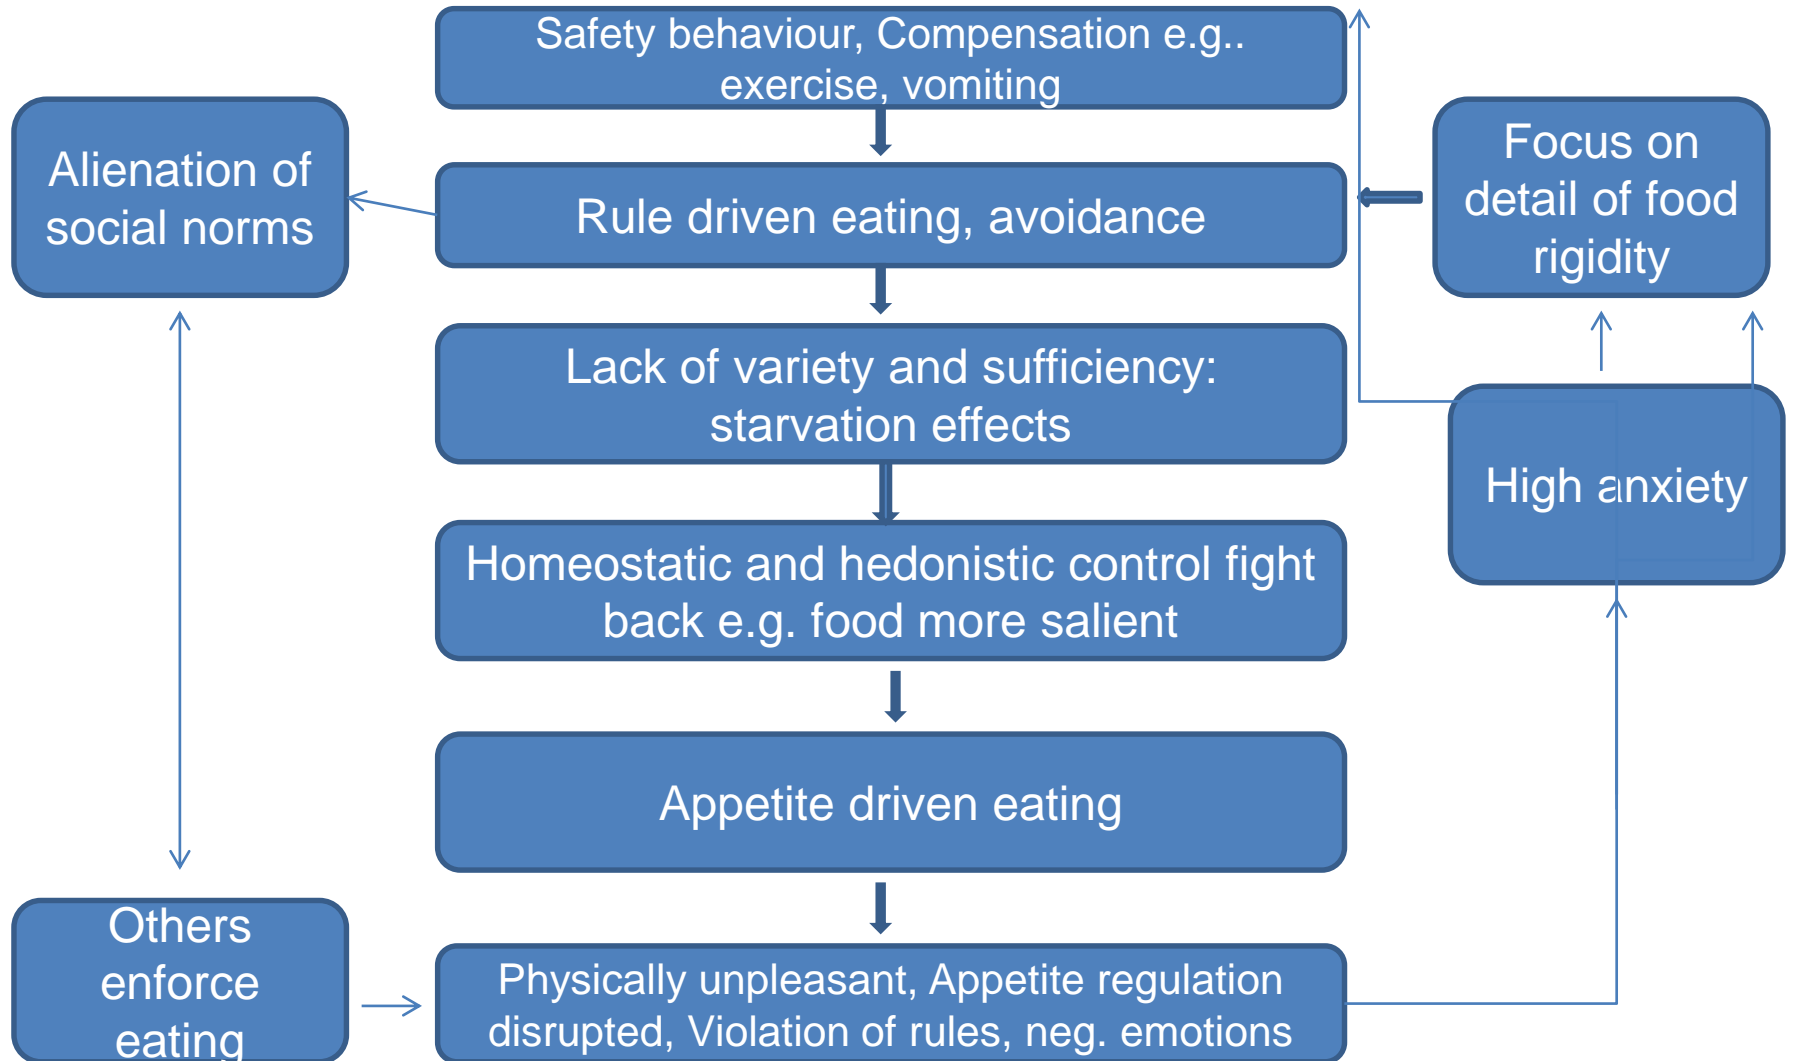 Safety behaviour, Compensation e.g..
exercise, vomiting
Alienation of
social norms
Rule driven eating, avoidance
Focus on
detail of food
rigidity
Lack of variety and sufficiency:
starvation effects
High anxiety
Homeostatic and hedonistic control fight
back e.g. food more salient
Appetite driven eating
Others
enforce
eating
Physically unpleasant, Appetite regulation
disrupted, Violation of rules, neg. emotions